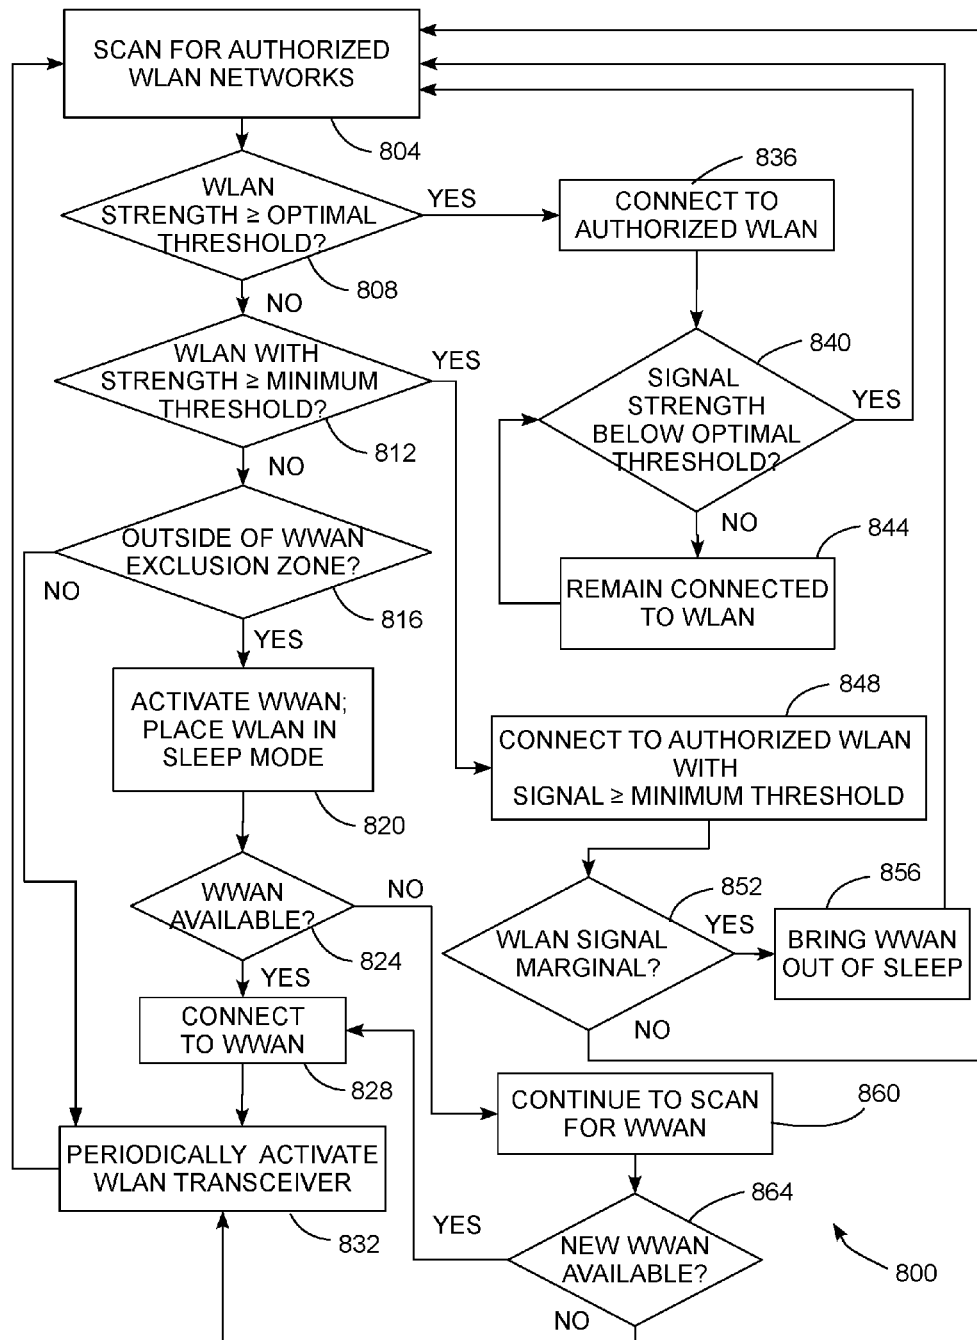 SCAN FOR AUTHORIZED
WLAN NETWORKS
804
WLAN
STRENGTH ≥ OPTIMAL
THRESHOLD?
808
YES
NO
836
CONNECT TO
AUTHORIZED WLAN
WLAN WITH
STRENGTH ≥ MINIMUM
THRESHOLD?
812
YES
NO
840
SIGNAL
STRENGTH
BELOW OPTIMAL
THRESHOLD?
YES
NO
844
REMAIN CONNECTED
TO WLAN
OUTSIDE OF WWAN
EXCLUSION ZONE?
NO
816
YES
ACTIVATE WWAN;
PLACE WLAN IN
SLEEP MODE
820
848
CONNECT TO AUTHORIZED WLAN
WITH
SIGNAL ≥ MINIMUM THRESHOLD
WWAN
AVAILABLE?
824
NO
YES
852
WLAN SIGNAL
MARGINAL?
YES
NO
856
BRING WWAN
OUT OF SLEEP
CONNECT
TO WWAN
828
CONTINUE TO SCAN
FOR WWAN
860
PERIODICALLY ACTIVATE
WLAN TRANSCEIVER
832
YES
864
NEW WWAN
AVAILABLE?
NO
800